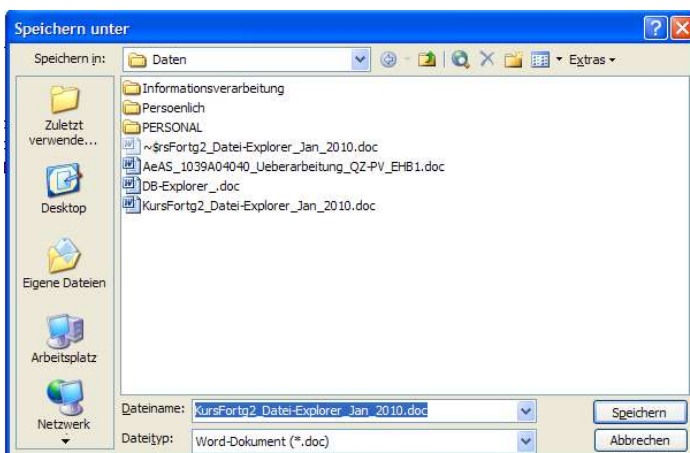 Speichern unter
Speichern in: Daten Extras
Zuletzt
verwende...
Desktop
Eigene Dateien
Arbeitsplatz
Netzwerk
Informationsverarbeitung
Persoenlich
PERSONAL
~$rsFortg2_Datei-Explorer_Jan_2010.doc
AeAS_1039A04040_Ueberarbeitung_QZ-PV_EHB1.doc
DB-Explorer_.doc
KursFortg2_Datei-Explorer_Jan_2010.doc
Dateiname: KursFortg2_Datei-Explorer_Jan_2010.doc Speichern
Dateityp: Word-Dokument (*.doc) Abbrechen